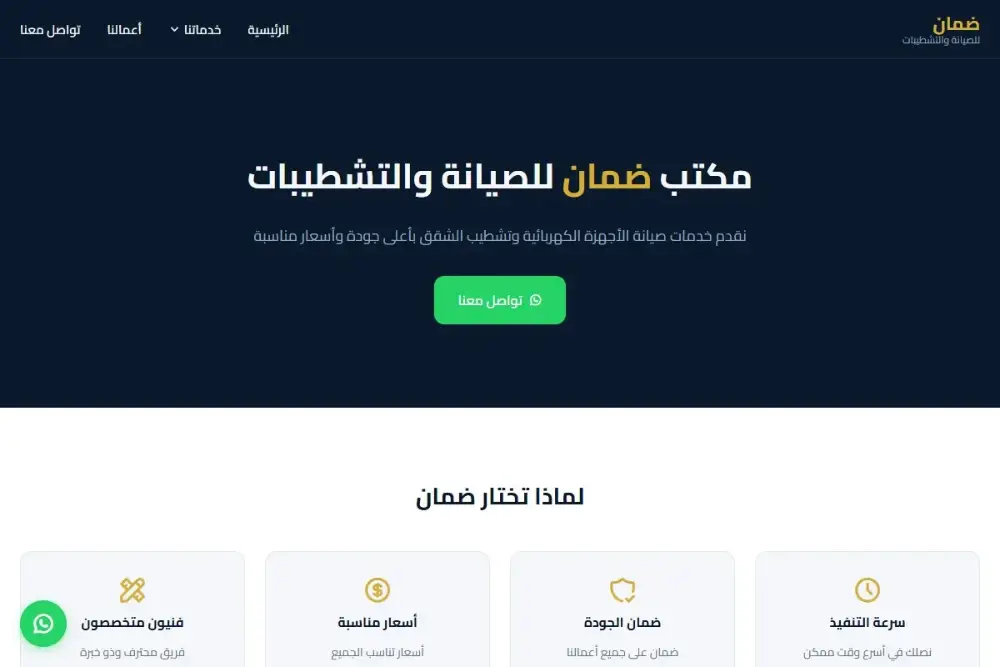 ضمان
للصيانة والتشطيبات
الرئيسية
خدماتنا
أعمالنا
تواصل معنا
مكتب ضمان للصيانة والتشطيبات
نقدم خدمات صيانة الأجهزة الكهربائية وتشطيب الشقق بأعلى جودة وأسعار مناسبة
تواصل معنا
لماذا تختار ضمان
سرعة التنفيذ
نصلك في أسرع وقت ممكن
ضمان الجودة
ضمان على جميع أعمالنا
أسعار مناسبة
أسعار تناسب الجميع
فنيون متخصصون
فريق محترف وذو خبرة